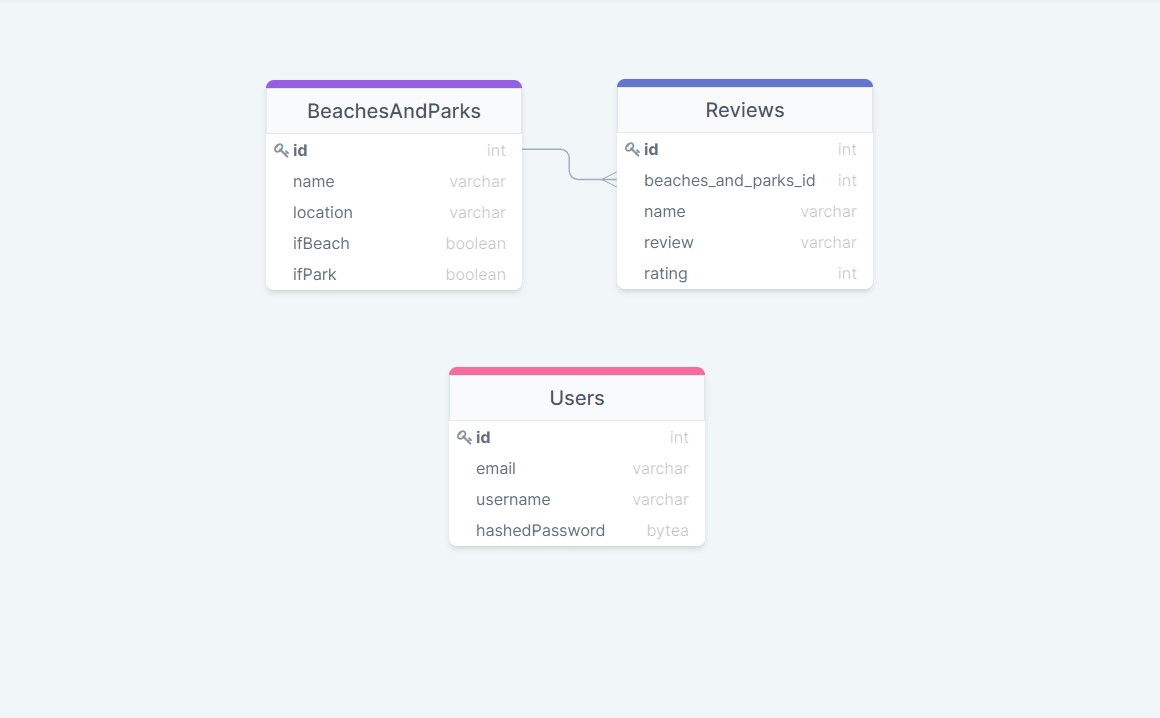 BeachesAndParks
id int
name varchar
location varchar
ifBeach boolean
ifPark boolean
Reviews
id int
beaches_and_parks_id int
name varchar
review varchar
rating int
Users
id int
email varchar
username varchar
hashedPassword bytea